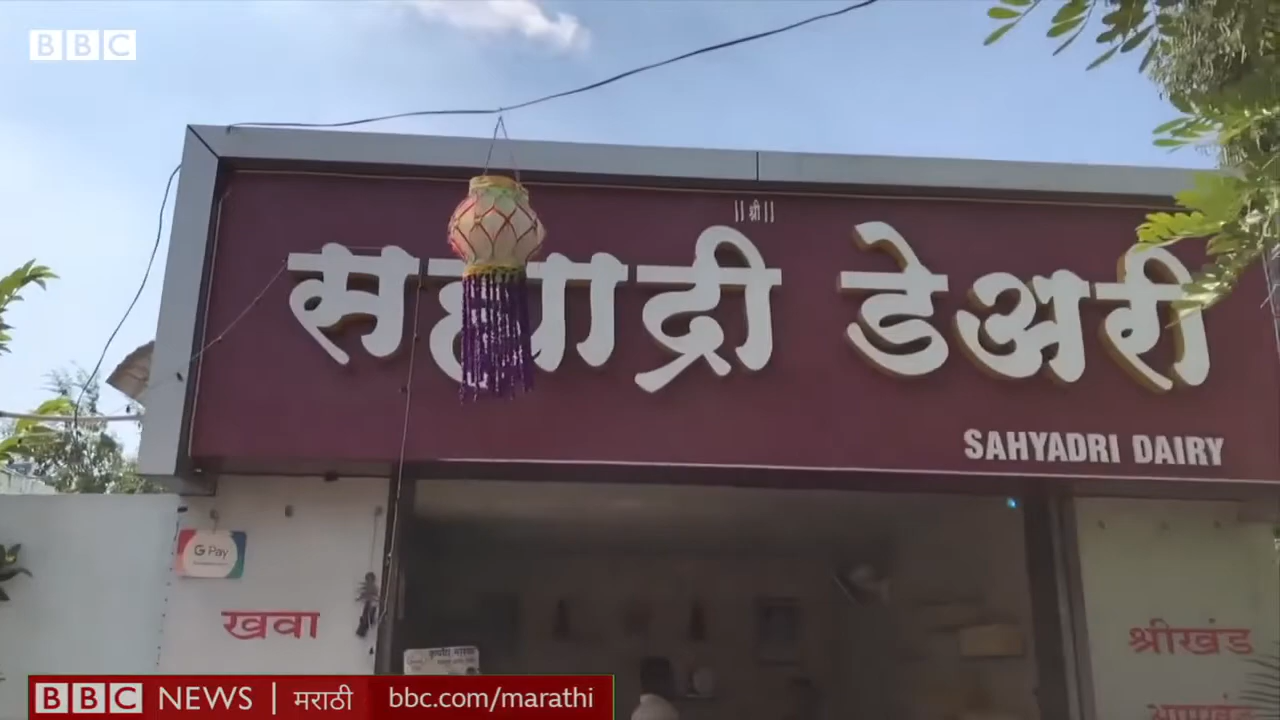 BBC
||श्री||
सह्याद्री डेअरी
SAHYADRI DAIRY
G Pay
खवा
श्रीखंड
BBC NEWS | मराठी bbc.com/marathi